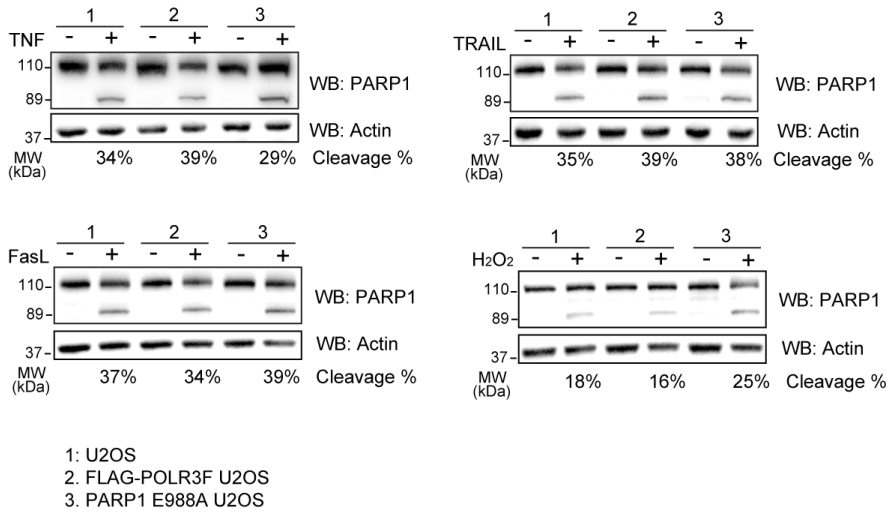 1 2 3
TNF - + - + - +
110
89
WB: PARP1
37
WB: Actin
MW
(kDa)
34% 39% 29% Cleavage %
1 2 3
TRAIL - + - + - +
110
89
WB: PARP1
37
WB: Actin
MW
(kDa)
35% 39% 38% Cleavage %
1 2 3
FasL - + - + - +
110
89
WB: PARP1
37
WB: Actin
MW
(kDa)
37% 34% 39% Cleavage %
1 2 3
H2O2 - + - + - +
110
89
WB: PARP1
37
WB: Actin
MW
(kDa)
18% 16% 25% Cleavage %
1: U2OS
2. FLAG-POLR3F U2OS
3. PARP1 E988A U2OS